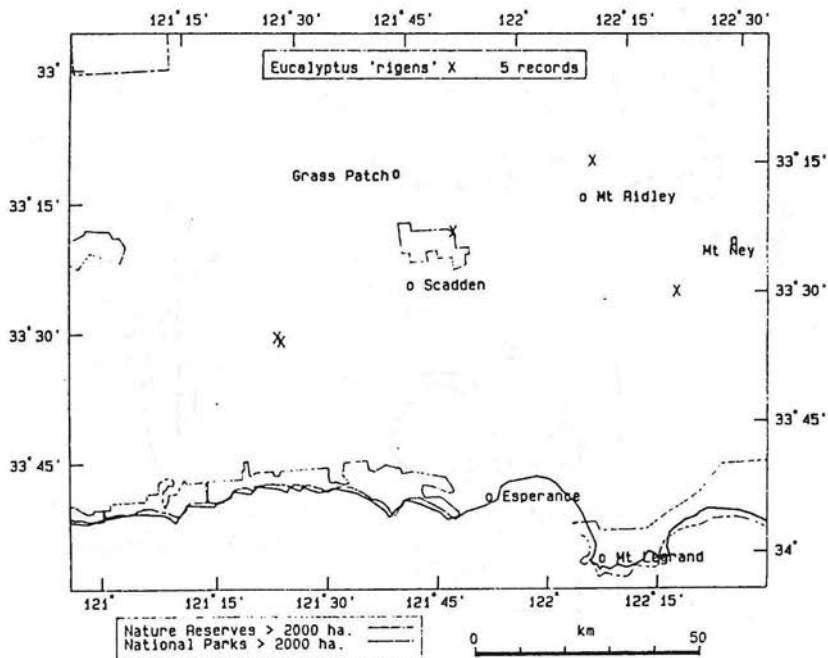 121° 15' 121° 30' 121° 45' 122° 122° 15' 122° 30'
Eucalyptus 'rigens' X 5 records
33°
33° 15'
Grass Patch
Mt Ridley
33° 15'
Mt Ney
Scadden
33° 30'
33° 30'
33° 45'
33° 45'
Esperance
Mt Legrand
34°
121° 121° 15' 121° 30' 121° 45' 122° 122° 15'
Nature Reserves > 2000 ha.
National Parks > 2000 ha.
km
0 50